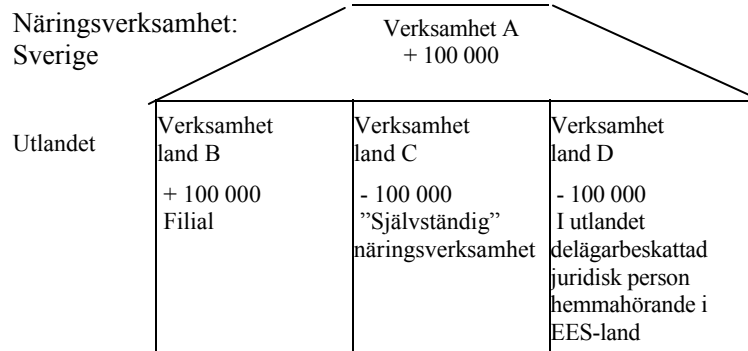 Näringsverksamhet:
Sverige
Verksamhet A
+ 100 000
Utlandet
Verksamhet
land B
+ 100 000
Filial
Verksamhet
land C
- 100 000
”Självständig”
näringsverksamhet
Verksamhet
land D
- 100 000
I utlandet
delägarbeskattad
juridisk person
hemmahörande i
EES-land